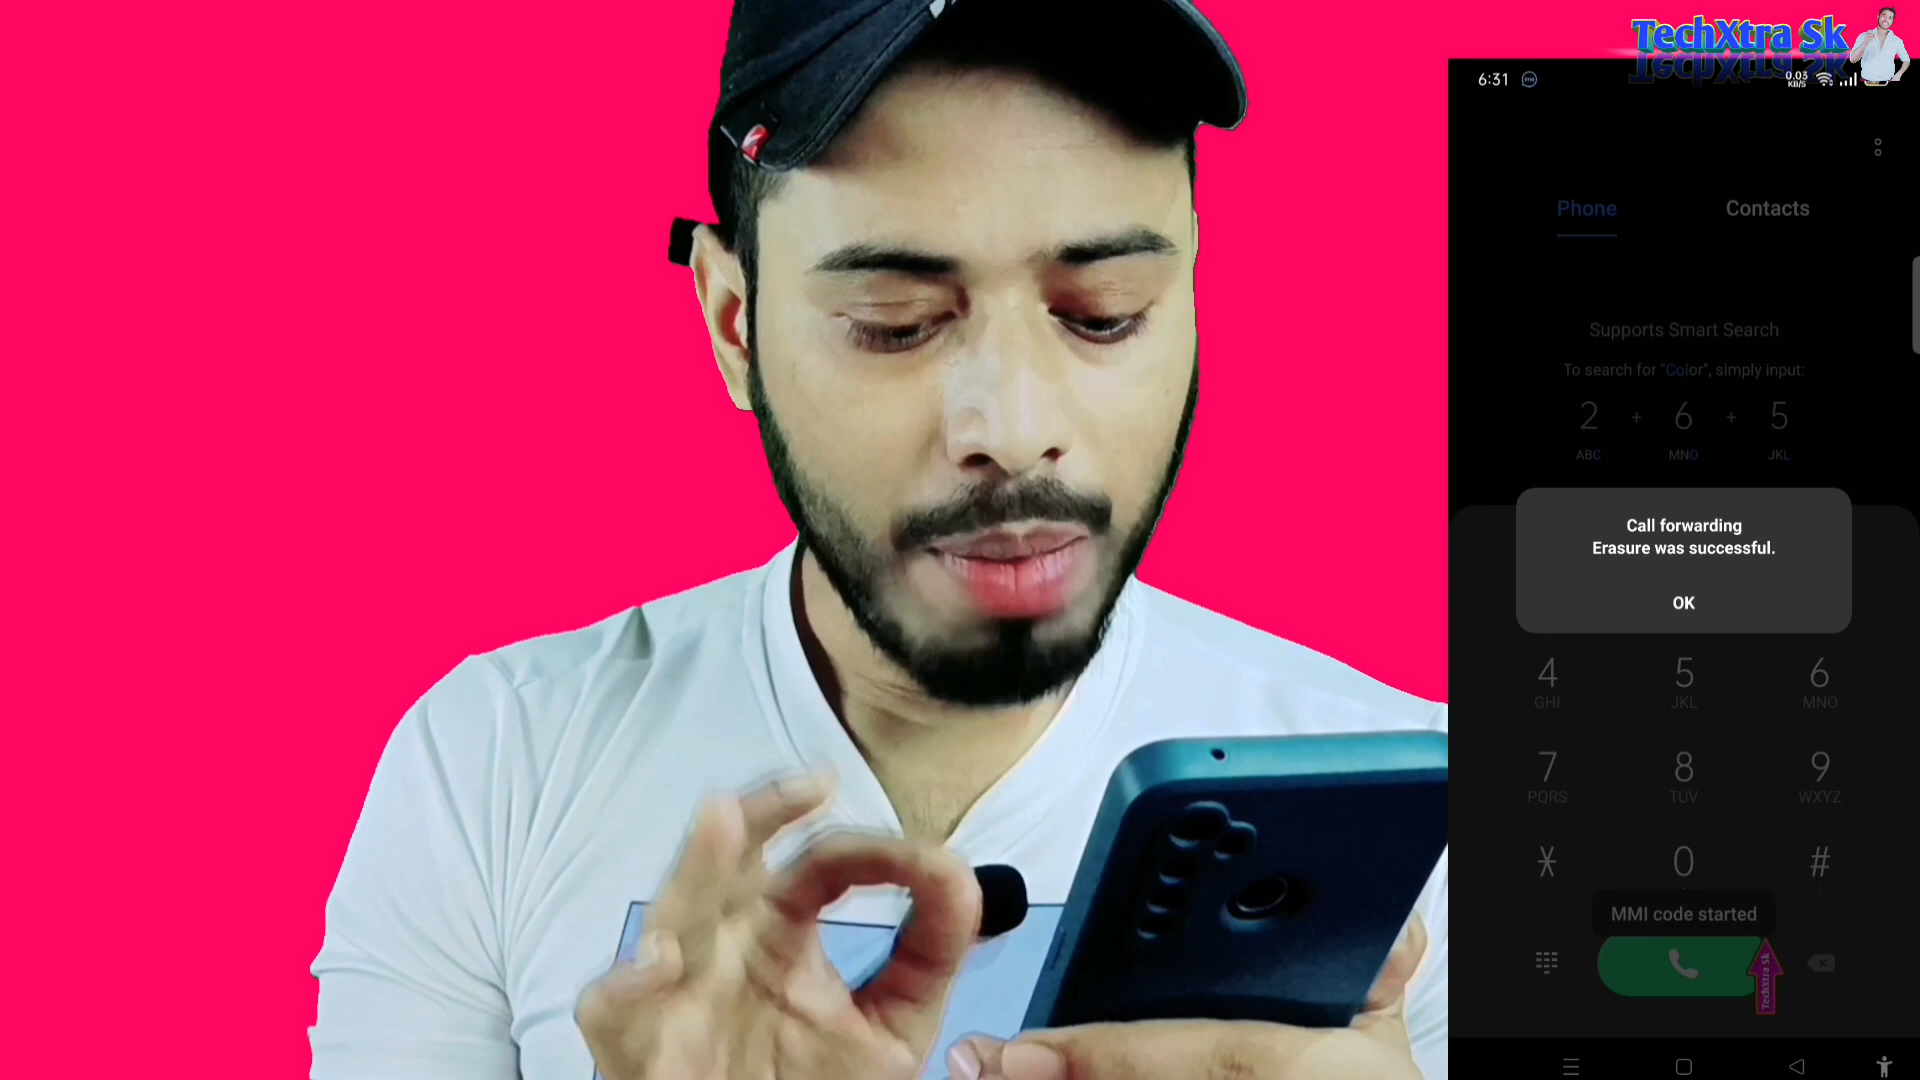 TechXtra Sk
6:31
0.03
KB/S
Phone
Contacts
Supports Smart Search
To search for "Color", simply input:
2 + 6 + 5
ABC MNO JKL
Call forwarding
Erasure was successful.
OK
4 5 6
GHI JKL MNO
7 8 9
PQRS TUV WXYZ
* 0 #
MMI code started
TechXtra Sk